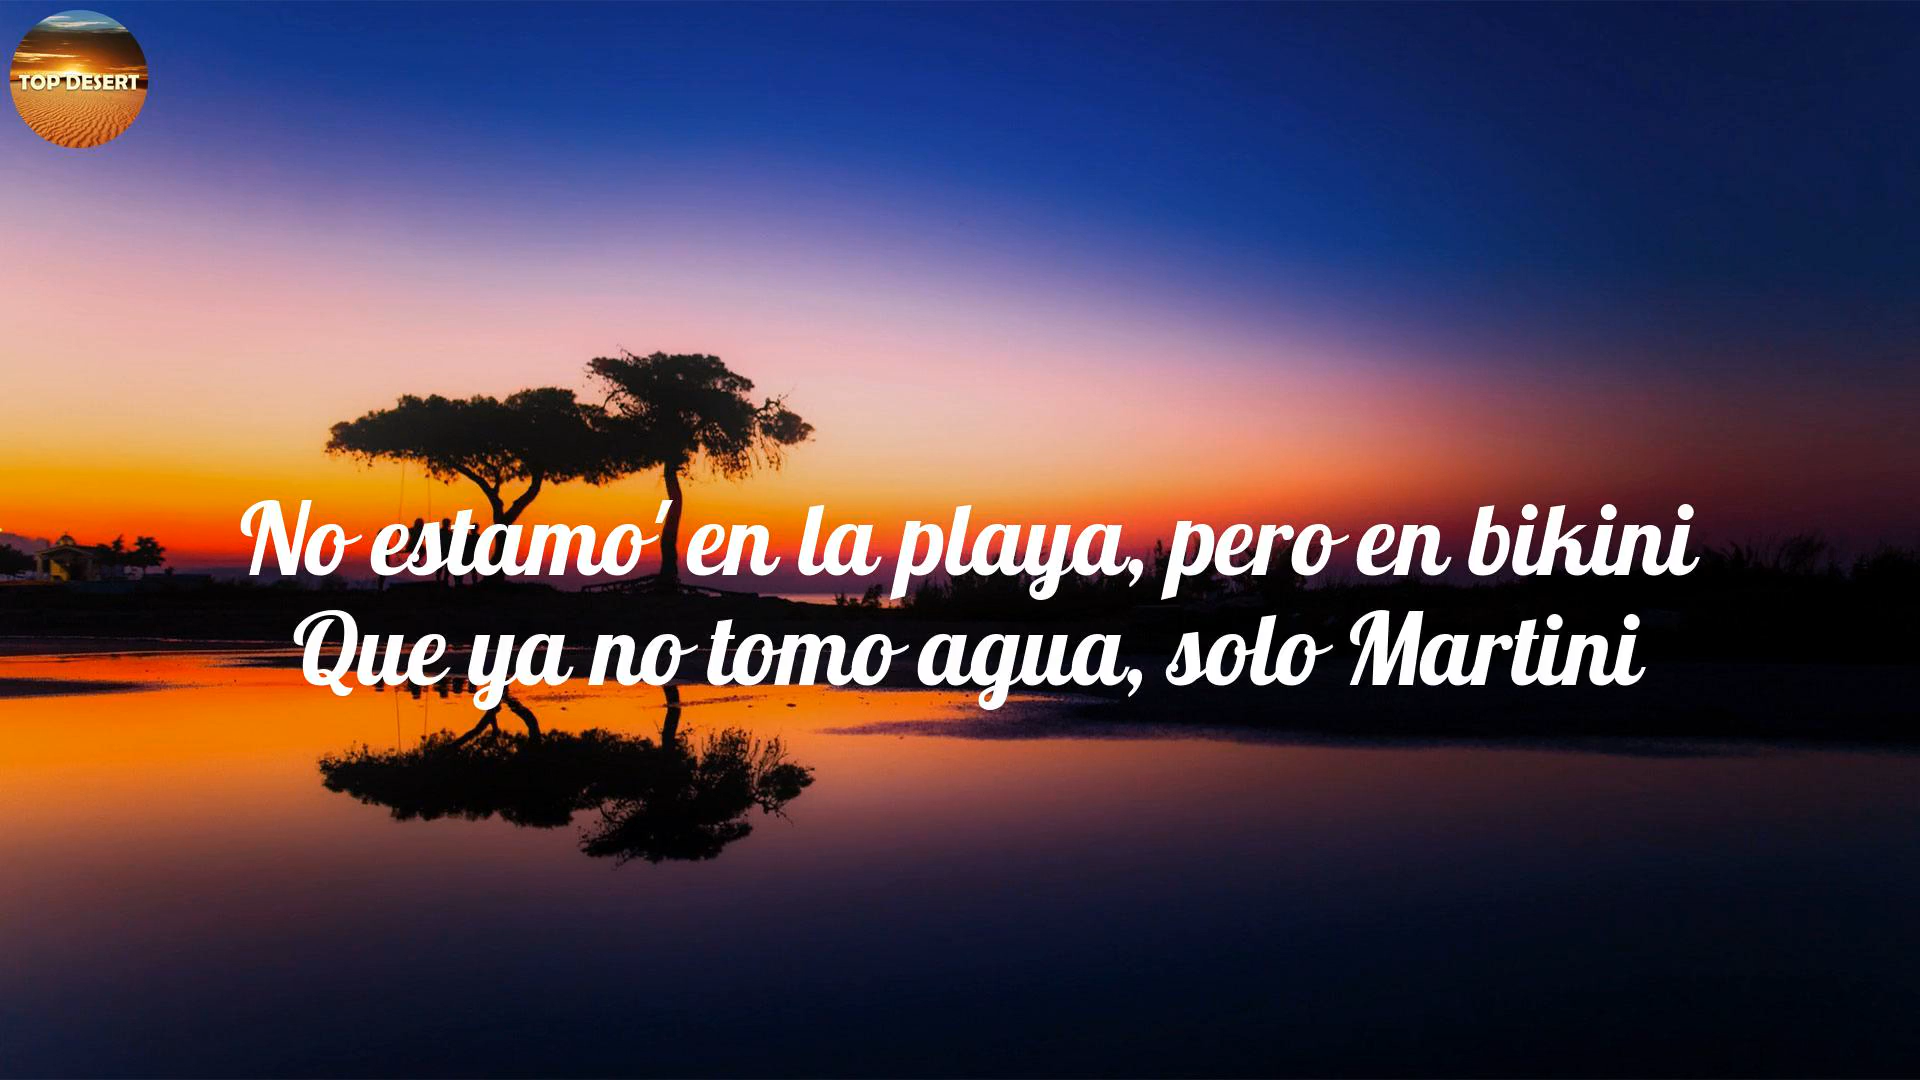 TOP DESERT
No estamo' en la playa, pero en bikini
Que ya no tomo agua, solo Martini